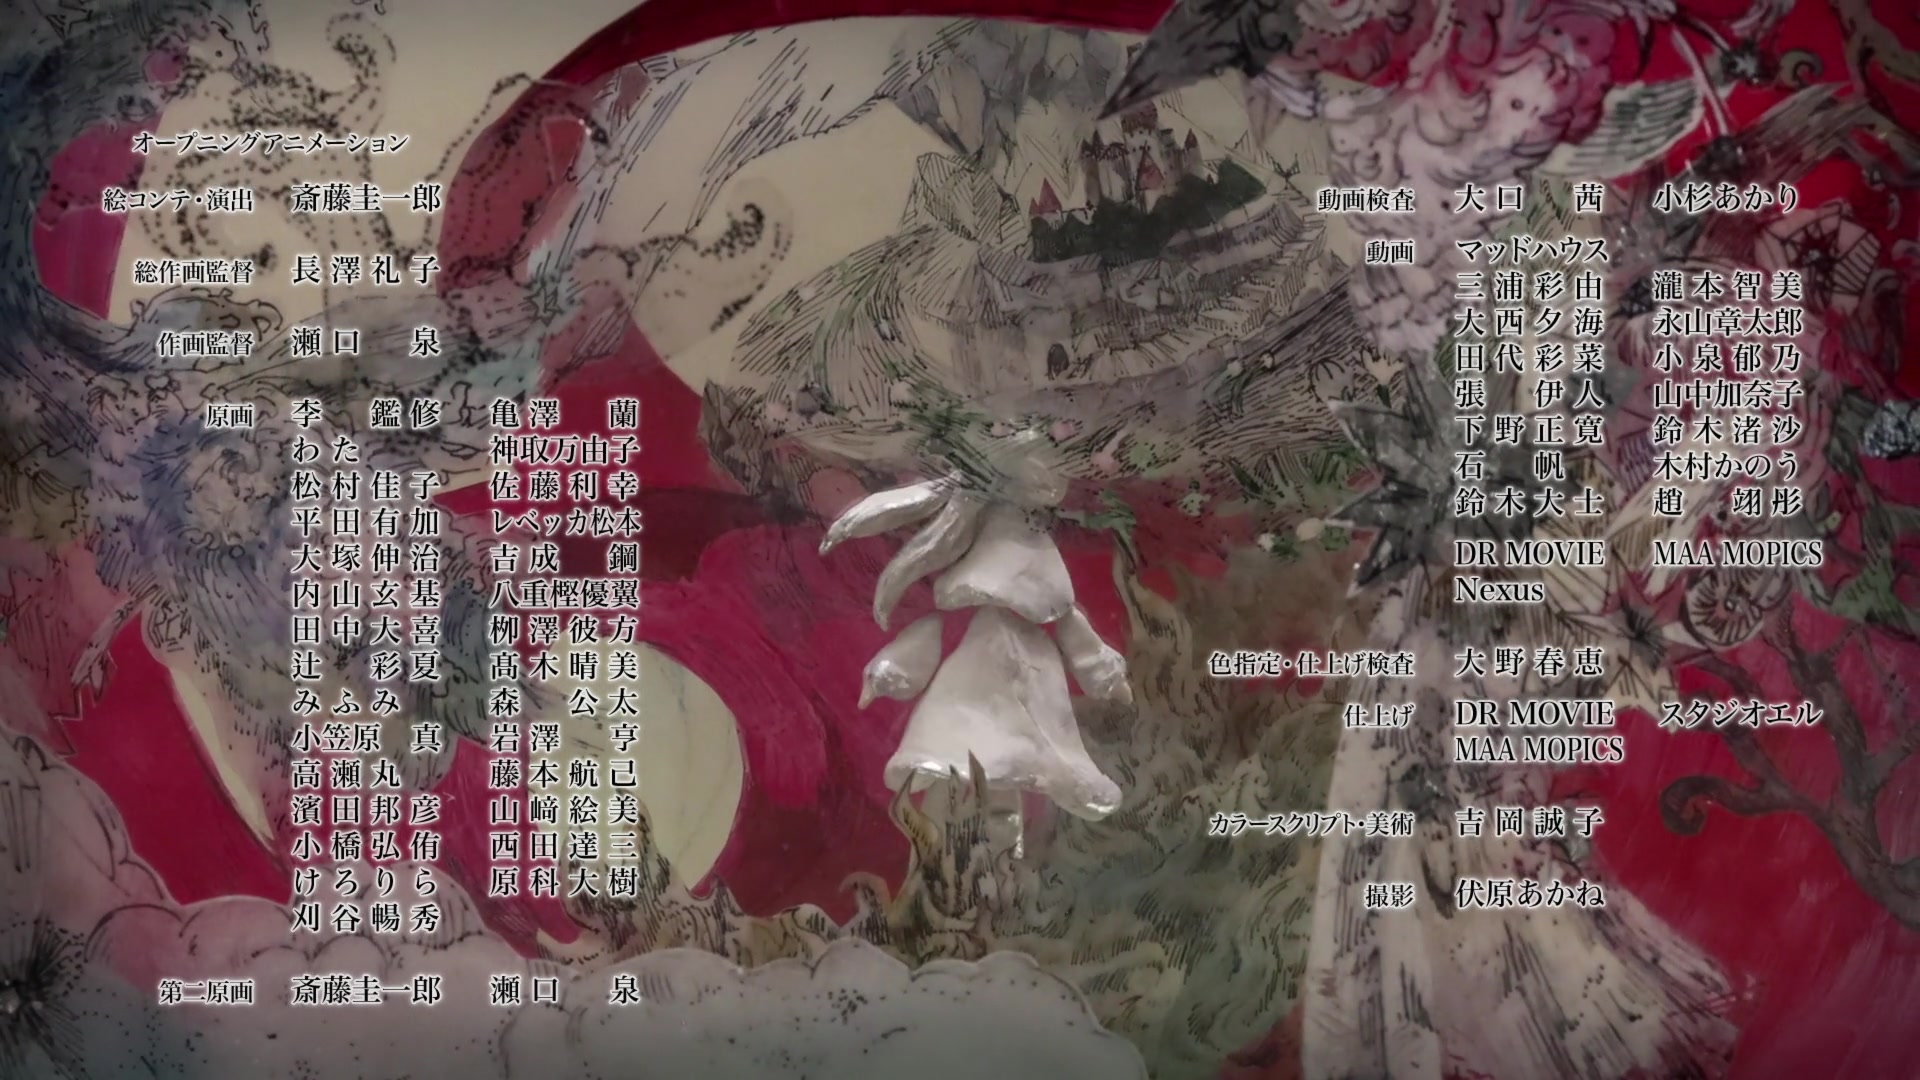 オープニングアニメーション
絵コンテ・演出 斎藤圭一郎
総作画監督 長澤礼子
作画監督 瀬口 泉
原画 李 鑑修 亀澤 蘭
わた 神取万由子
松村佳子 佐藤利幸
平田有加 レベッカ松本
大塚伸治 吉成 鋼
内山玄基 八重樫優翼
田中大喜 栁澤彼方
辻 彩夏 髙木晴美
みふみ 森 公太
小笠原 真 岩澤 亨
高瀬丸 藤本航己
濱田邦彦 山﨑絵美
小橋弘侑 西田達三
けろりら 原科大樹
刈谷暢秀
第二原画 斎藤圭一郎 瀬口 泉
動画検査 大口 茜 小杉あかり
動画 マッドハウス
三浦彩由 瀧本智美
大西夕海 永山章太郎
田代彩菜 小泉郁乃
張 伊人 山中加奈子
下野正寛 鈴木渚沙
石 帆 木村かのう
鈴木大士 趙 翊彤
DR MOVIE MAA MOPICS
Nexus
色指定・仕上げ検査 大野春恵
仕上げ DR MOVIE スタジオエル
MAA MOPICS
カラースクリプト・美術 吉岡誠子
撮影 伏原あかね